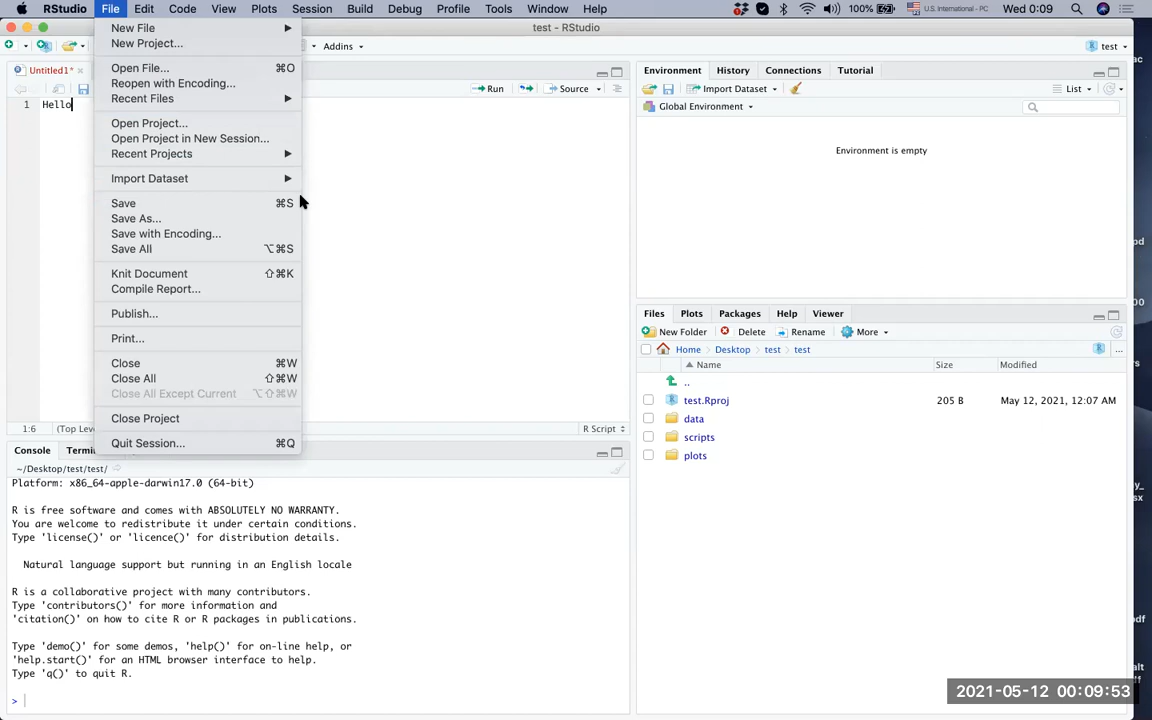 RStudio File Edit Code View Plots Session Build Debug Profile Tools Window Help 100% U.S. International - PC Wed 0:09
test - RStudio
Addins
test
Untitled1*
Run
Source
1 Hello
1:6 (Top Leve
R Script
New File
New Project...
Open File... ⌘O
Reopen with Encoding...
Recent Files
Open Project...
Open Project in New Session...
Recent Projects
Import Dataset
Save ⌘S
Save As...
Save with Encoding...
Save All ⌥⌘S
Knit Document ⇧⌘K
Compile Report...
Publish...
Print...
Close ⌘W
Close All ⇧⌘W
Close All Except Current ⌥⇧⌘W
Close Project
Quit Session... ⌘Q
Console Termi
~/Desktop/test/test/
Platform: x86_64-apple-darwin17.0 (64-bit)
R is free software and comes with ABSOLUTELY NO WARRANTY.
You are welcome to redistribute it under certain conditions.
Type 'license()' or 'licence()' for distribution details.
Natural language support but running in an English locale
R is a collaborative project with many contributors.
Type 'contributors()' for more information and
'citation()' on how to cite R or R packages in publications.
Type 'demo()' for some demos, 'help()' for on-line help, or
'help.start()' for an HTML browser interface to help.
Type 'q()' to quit R.
>
Environment History Connections Tutorial
Import Dataset List
Global Environment
Environment is empty
Files Plots Packages Help Viewer
New Folder Delete Rename More
Home Desktop test test ...
Name Size Modified
..
test.Rproj 205 B May 12, 2021, 12:07 AM
data
scripts
plots
2021-05-12 00:09:53